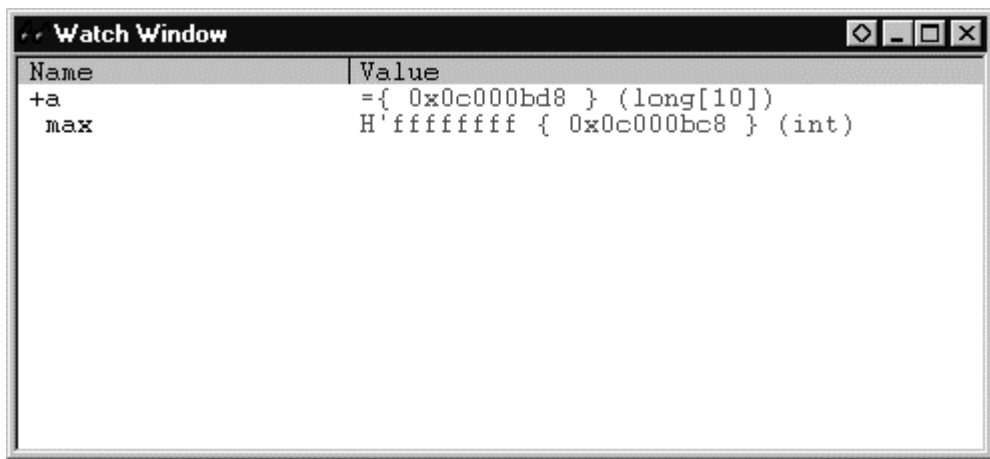 Watch Window
Name Value
+a ={ 0x0c000bd8 } (long[10])
max H'ffffffff { 0x0c000bc8 } (int)